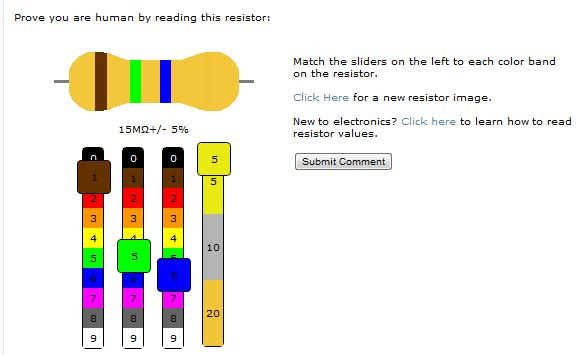 Prove you are human by reading this resistor:
Match the sliders on the left to each color band
on the resistor.
Click Here for a new resistor image.
New to electronics? Click here to learn how to read
resistor values.
Submit Comment
15MΩ+/- 5%
0 0 0 5
1 1 1 5
2 2 2
3 3 3
4 4 4 10
5 5 5
6 6 6
7 7 7
8 8 8 20
9 9 9